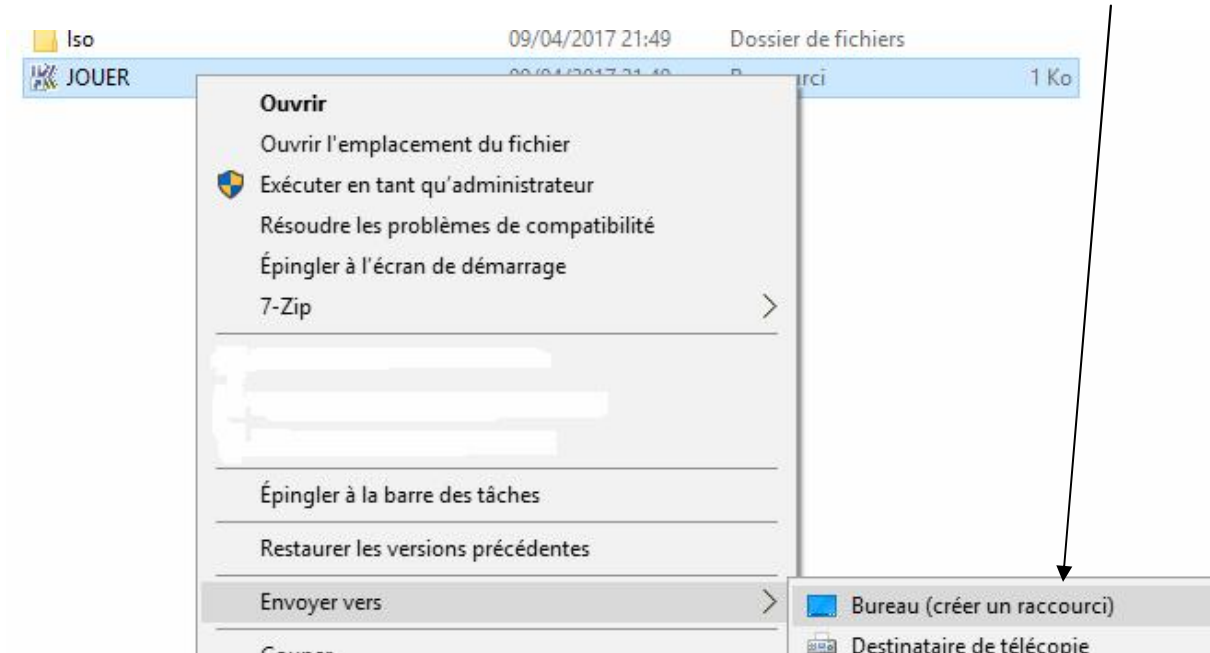 Iso 09/04/2017 21:49 Dossier de fichiers
JOUER 1 Ko
Ouvrir
Ouvrir l'emplacement du fichier
Exécuter en tant qu'administrateur
Résoudre les problèmes de compatibilité
Épingler à l'écran de démarrage
7-Zip
Épingler à la barre des tâches
Restaurer les versions précédentes
Envoyer vers
Bureau (créer un raccourci)
Destinataire de télécopie